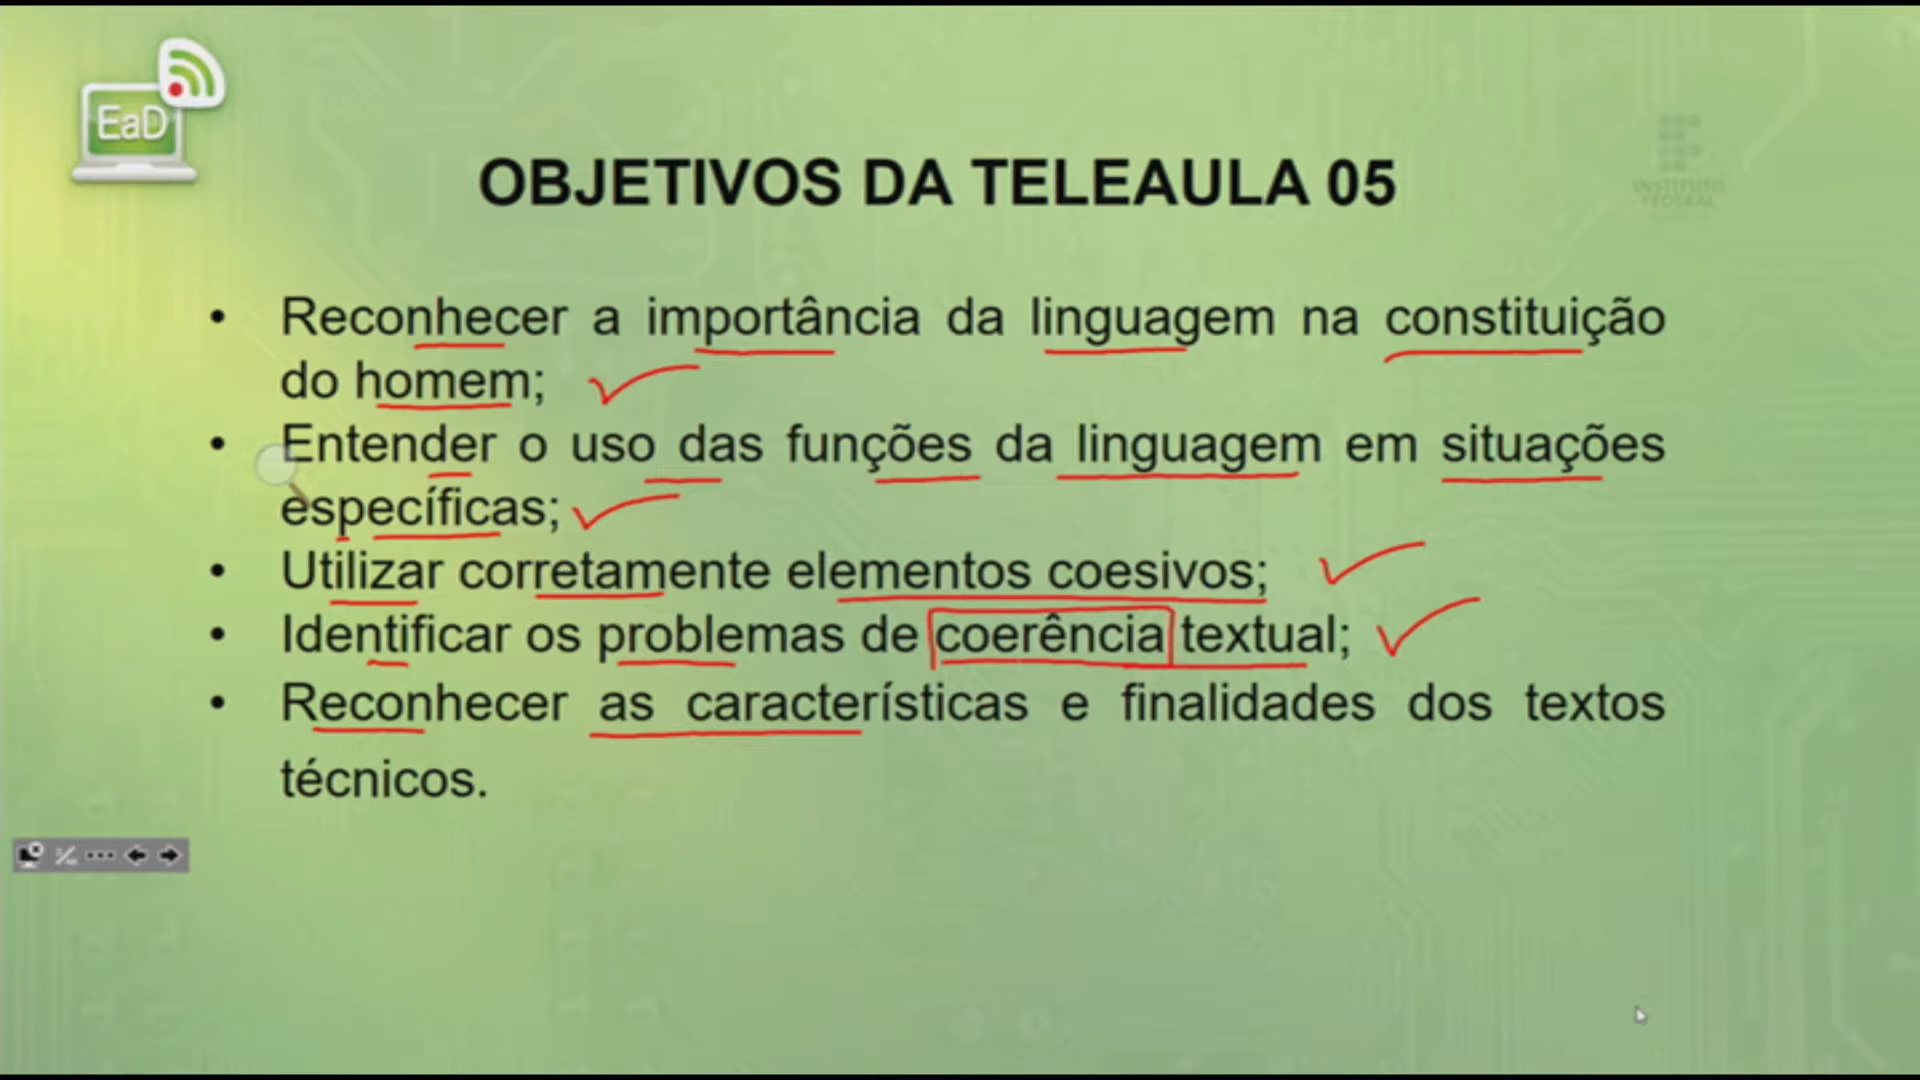 EaD
INSTITUTO
FEDERAL
OBJETIVOS DA TELEAULA 05
• Reconhecer a importância da linguagem na constituição
do homem;
• Entender o uso das funções da linguagem em situações
específicas;
• Utilizar corretamente elementos coesivos;
• Identificar os problemas de coerência textual;
• Reconhecer as características e finalidades dos textos
técnicos.